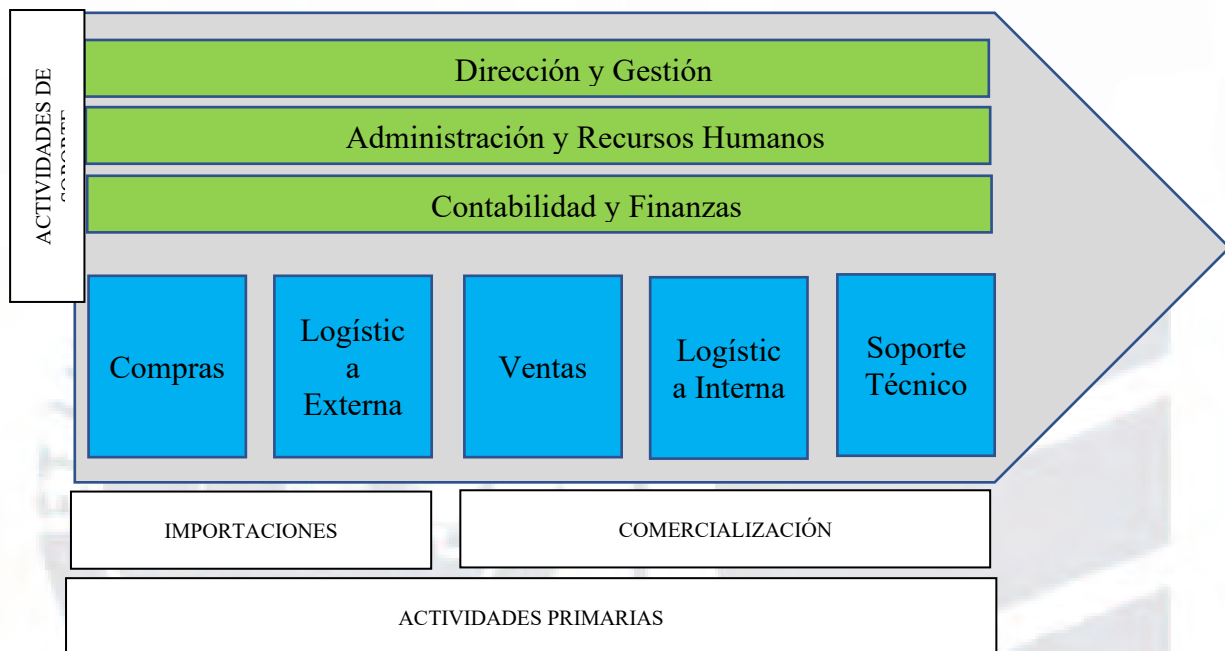 ACTIVIDADES DE
SOPORTE
Dirección y Gestión
Administración y Recursos Humanos
Contabilidad y Finanzas
Compras
Logístic
a
Externa
Ventas
Logístic
a Interna
Soporte
Técnico
IMPORTACIONES
COMERCIALIZACIÓN
ACTIVIDADES PRIMARIAS